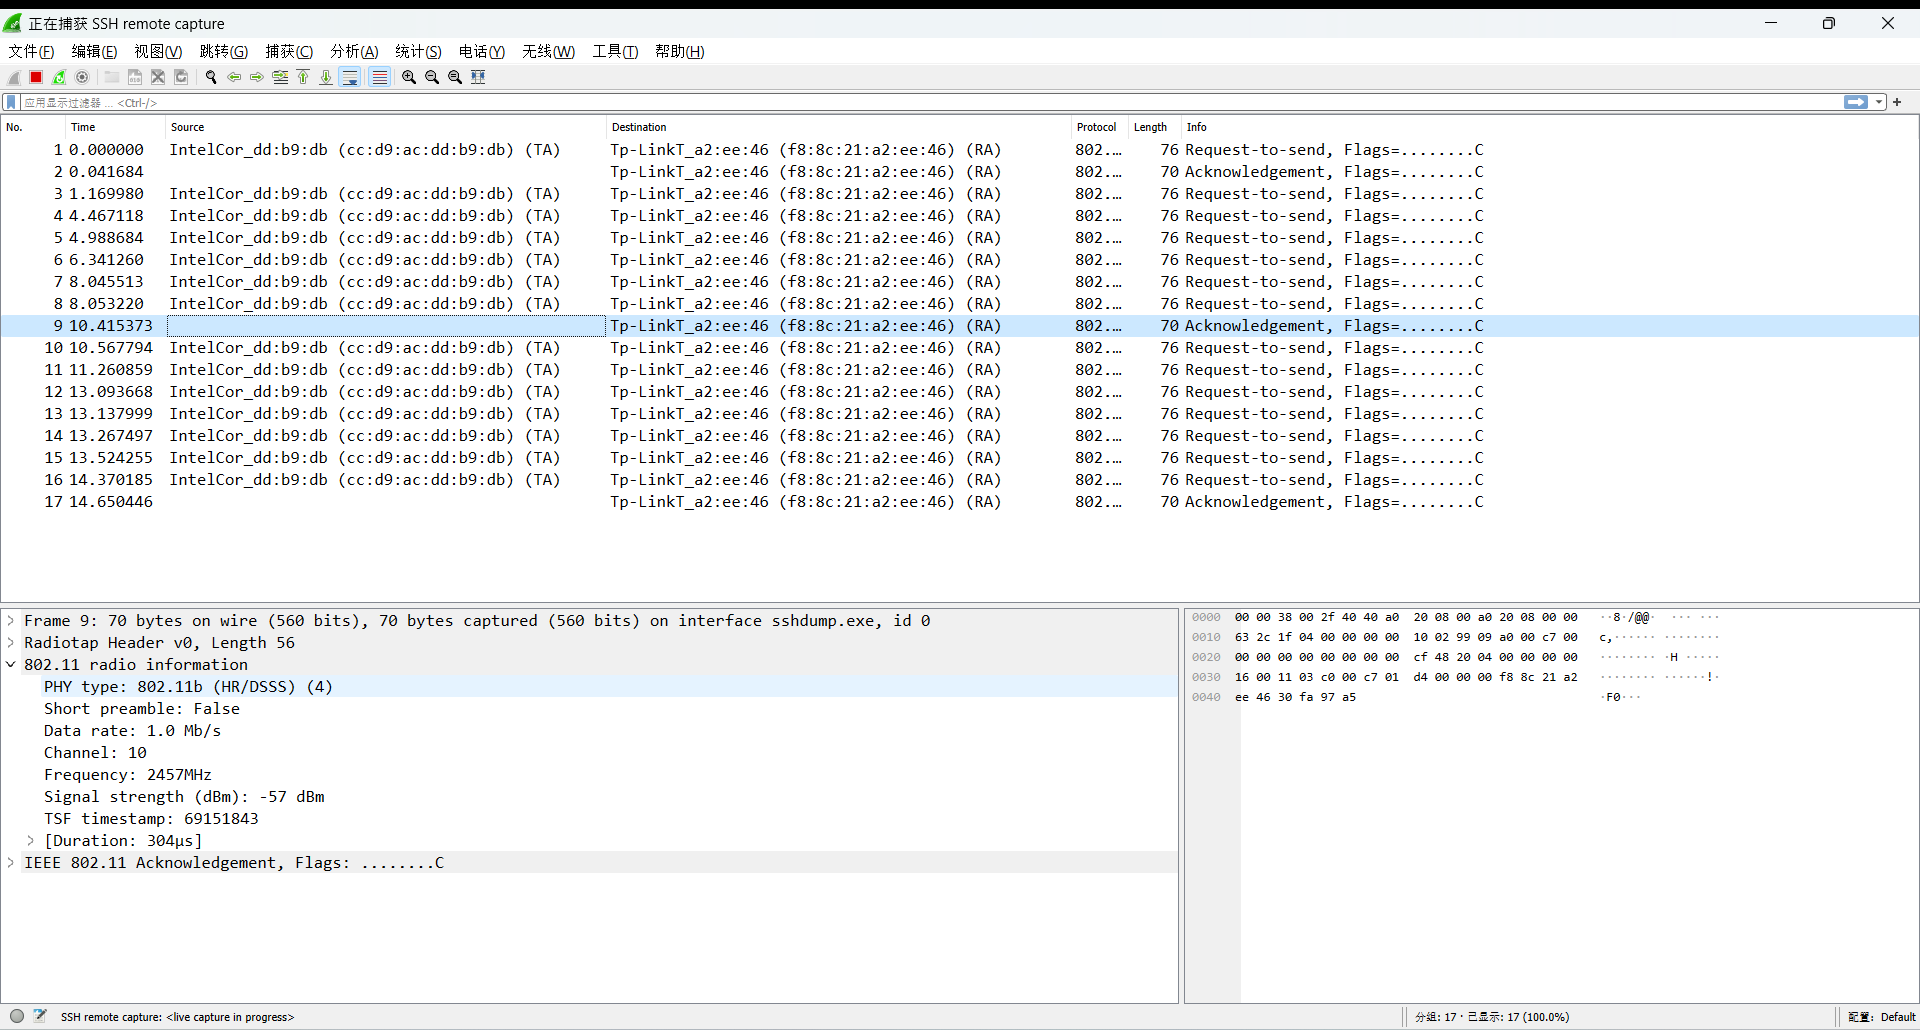 正在捕获 SSH remote capture
文件(F) 编辑(E) 视图(V) 跳转(G) 捕获(C) 分析(A) 统计(S) 电话(Y) 无线(W) 工具(T) 帮助(H)
应用显示过滤器 … <Ctrl-/>
No. Time Source Destination Protocol Length Info
1 0.000000 IntelCor_dd:b9:db (cc:d9:ac:dd:b9:db) (TA) Tp-LinkT_a2:ee:46 (f8:8c:21:a2:ee:46) (RA) 802.… 76 Request-to-send, Flags=........C
2 0.041684 Tp-LinkT_a2:ee:46 (f8:8c:21:a2:ee:46) (RA) 802.… 70 Acknowledgement, Flags=........C
3 1.169980 IntelCor_dd:b9:db (cc:d9:ac:dd:b9:db) (TA) Tp-LinkT_a2:ee:46 (f8:8c:21:a2:ee:46) (RA) 802.… 76 Request-to-send, Flags=........C
4 4.467118 IntelCor_dd:b9:db (cc:d9:ac:dd:b9:db) (TA) Tp-LinkT_a2:ee:46 (f8:8c:21:a2:ee:46) (RA) 802.… 76 Request-to-send, Flags=........C
5 4.988684 IntelCor_dd:b9:db (cc:d9:ac:dd:b9:db) (TA) Tp-LinkT_a2:ee:46 (f8:8c:21:a2:ee:46) (RA) 802.… 76 Request-to-send, Flags=........C
6 6.341260 IntelCor_dd:b9:db (cc:d9:ac:dd:b9:db) (TA) Tp-LinkT_a2:ee:46 (f8:8c:21:a2:ee:46) (RA) 802.… 76 Request-to-send, Flags=........C
7 8.045513 IntelCor_dd:b9:db (cc:d9:ac:dd:b9:db) (TA) Tp-LinkT_a2:ee:46 (f8:8c:21:a2:ee:46) (RA) 802.… 76 Request-to-send, Flags=........C
8 8.053220 IntelCor_dd:b9:db (cc:d9:ac:dd:b9:db) (TA) Tp-LinkT_a2:ee:46 (f8:8c:21:a2:ee:46) (RA) 802.… 76 Request-to-send, Flags=........C
9 10.415373 Tp-LinkT_a2:ee:46 (f8:8c:21:a2:ee:46) (RA) 802.… 70 Acknowledgement, Flags=........C
10 10.567794 IntelCor_dd:b9:db (cc:d9:ac:dd:b9:db) (TA) Tp-LinkT_a2:ee:46 (f8:8c:21:a2:ee:46) (RA) 802.… 76 Request-to-send, Flags=........C
11 11.260859 IntelCor_dd:b9:db (cc:d9:ac:dd:b9:db) (TA) Tp-LinkT_a2:ee:46 (f8:8c:21:a2:ee:46) (RA) 802.… 76 Request-to-send, Flags=........C
12 13.093668 IntelCor_dd:b9:db (cc:d9:ac:dd:b9:db) (TA) Tp-LinkT_a2:ee:46 (f8:8c:21:a2:ee:46) (RA) 802.… 76 Request-to-send, Flags=........C
13 13.137999 IntelCor_dd:b9:db (cc:d9:ac:dd:b9:db) (TA) Tp-LinkT_a2:ee:46 (f8:8c:21:a2:ee:46) (RA) 802.… 76 Request-to-send, Flags=........C
14 13.267497 IntelCor_dd:b9:db (cc:d9:ac:dd:b9:db) (TA) Tp-LinkT_a2:ee:46 (f8:8c:21:a2:ee:46) (RA) 802.… 76 Request-to-send, Flags=........C
15 13.524255 IntelCor_dd:b9:db (cc:d9:ac:dd:b9:db) (TA) Tp-LinkT_a2:ee:46 (f8:8c:21:a2:ee:46) (RA) 802.… 76 Request-to-send, Flags=........C
16 14.370185 IntelCor_dd:b9:db (cc:d9:ac:dd:b9:db) (TA) Tp-LinkT_a2:ee:46 (f8:8c:21:a2:ee:46) (RA) 802.… 76 Request-to-send, Flags=........C
17 14.650446 Tp-LinkT_a2:ee:46 (f8:8c:21:a2:ee:46) (RA) 802.… 70 Acknowledgement, Flags=........C
Frame 9: 70 bytes on wire (560 bits), 70 bytes captured (560 bits) on interface sshdump.exe, id 0
Radiotap Header v0, Length 56
802.11 radio information
PHY type: 802.11b (HR/DSSS) (4)
Short preamble: False
Data rate: 1.0 Mb/s
Channel: 10
Frequency: 2457MHz
Signal strength (dBm): -57 dBm
TSF timestamp: 69151843
[Duration: 304µs]
IEEE 802.11 Acknowledgement, Flags: ........C
0000 00 00 38 00 2f 40 40 a0 20 08 00 a0 20 08 00 00 ··8·/@@· ··· ···
0010 63 2c 1f 04 00 00 00 00 10 02 99 09 a0 00 c7 00 c,······ ········
0020 00 00 00 00 00 00 00 00 cf 48 20 04 00 00 00 00 ········ ·H ·····
0030 16 00 11 03 c0 00 c7 01 d4 00 00 00 f8 8c 21 a2 ········ ······!·
0040 ee 46 30 fa 97 a5 ·F0···
SSH remote capture: <live capture in progress>
分组: 17 · 已显示: 17 (100.0%)
配置: Default